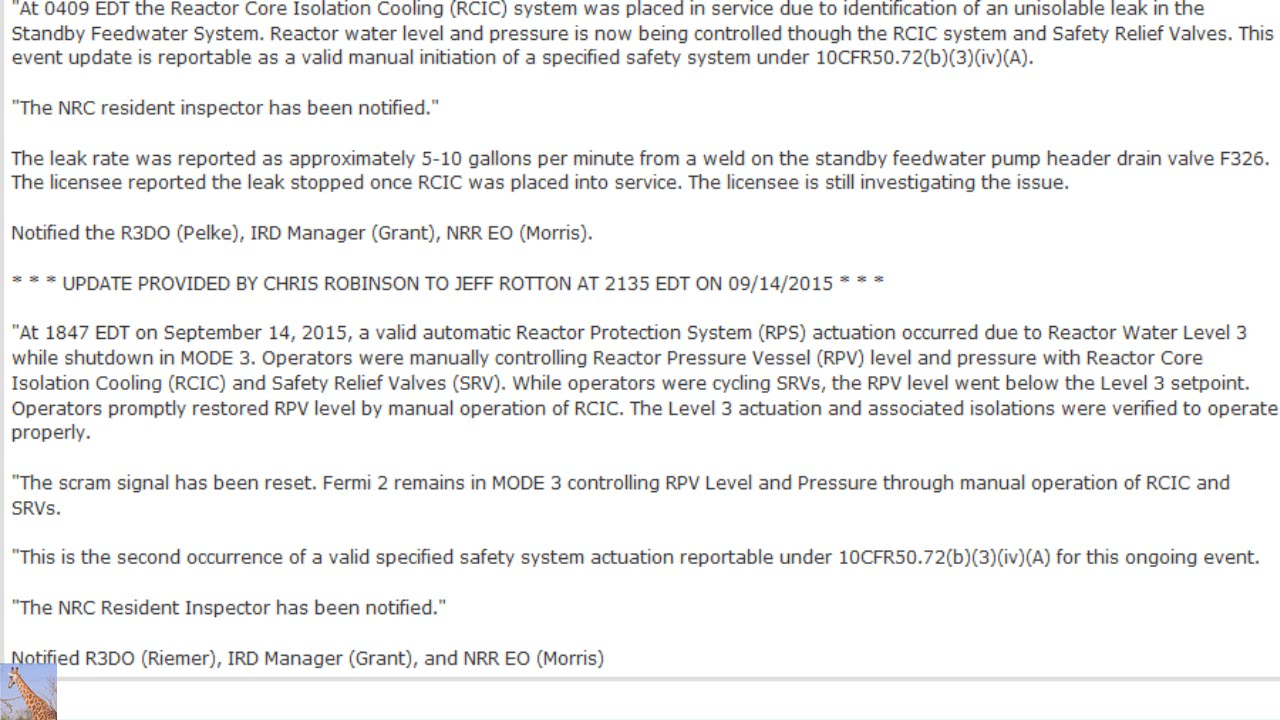 "At 0409 EDT the Reactor Core Isolation Cooling (RCIC) system was placed in service due to identification of an unisolable leak in the
Standby Feedwater System. Reactor water level and pressure is now being controlled though the RCIC system and Safety Relief Valves. This
event update is reportable as a valid manual initiation of a specified safety system under 10CFR50.72(b)(3)(iv)(A).
"The NRC resident inspector has been notified."
The leak rate was reported as approximately 5-10 gallons per minute from a weld on the standby feedwater pump header drain valve F326.
The licensee reported the leak stopped once RCIC was placed into service. The licensee is still investigating the issue.
Notified the R3DO (Pelke), IRD Manager (Grant), NRR EO (Morris).
* * * UPDATE PROVIDED BY CHRIS ROBINSON TO JEFF ROTTON AT 2135 EDT ON 09/14/2015 * * *
"At 1847 EDT on September 14, 2015, a valid automatic Reactor Protection System (RPS) actuation occurred due to Reactor Water Level 3
while shutdown in MODE 3. Operators were manually controlling Reactor Pressure Vessel (RPV) level and pressure with Reactor Core
Isolation Cooling (RCIC) and Safety Relief Valves (SRV). While operators were cycling SRVs, the RPV level went below the Level 3 setpoint.
Operators promptly restored RPV level by manual operation of RCIC. The Level 3 actuation and associated isolations were verified to operate
properly.
"The scram signal has been reset. Fermi 2 remains in MODE 3 controlling RPV Level and Pressure through manual operation of RCIC and
SRVs.
"This is the second occurrence of a valid specified safety system actuation reportable under 10CFR50.72(b)(3)(iv)(A) for this ongoing event.
"The NRC Resident Inspector has been notified."
Notified R3DO (Riemer), IRD Manager (Grant), and NRR EO (Morris)